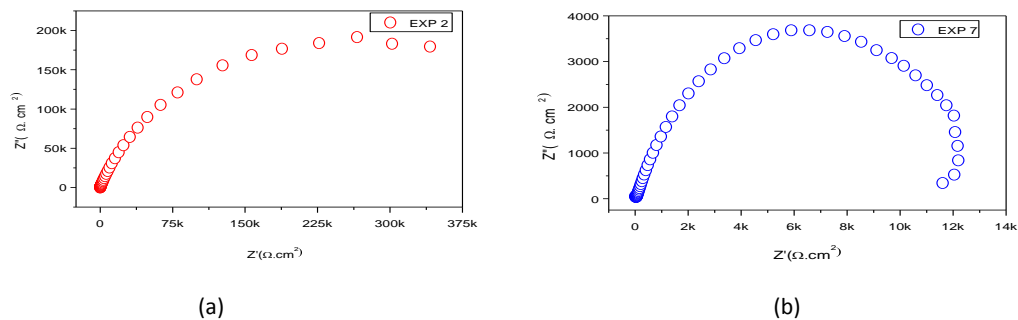 EXP 2
200k
150k
100k
50k
0
Z"( Ω. cm²)
0 75k 150k 225k 300k 375k
Z'(Ω.cm²)
(a)
EXP 7
4000
3000
2000
1000
0
Z"( Ω. cm²)
0 2k 4k 6k 8k 10k 12k 14k
Z'(Ω.cm²)
(b)